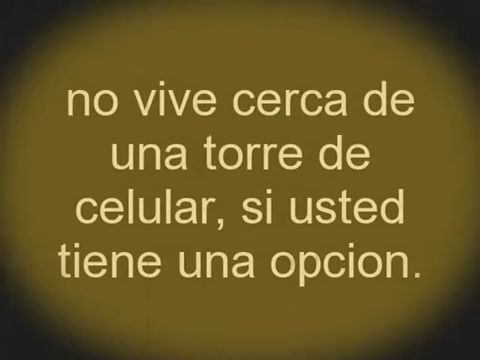 no vive cerca de
una torre de
celular, si usted
tiene una opcion.